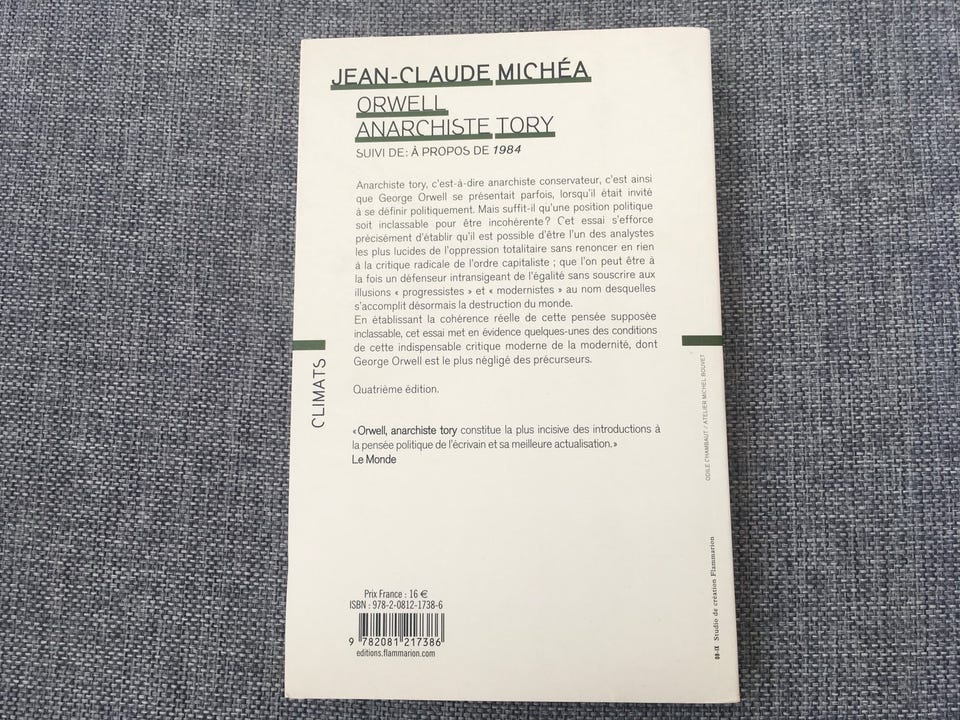 JEAN-CLAUDE MICHÉA
ORWELL
ANARCHISTE TORY
SUIVI DE : À PROPOS DE 1984
Anarchiste tory, c'est-à-dire anarchiste conservateur, c'est ainsi
que George Orwell se présentait parfois, lorsqu'il était invité
à se définir politiquement. Mais suffit-il qu'une position politique
soit inclassable pour être incohérente ? Cet essai s'efforce
précisément d'établir qu'il est possible d'être l'un des analystes
les plus lucides de l'oppression totalitaire sans renoncer en rien
à la critique radicale de l'ordre capitaliste ; que l'on peut être à
la fois un défenseur intransigeant de l'égalité sans souscrire aux
illusions « progressistes » et « modernistes » au nom desquelles
s'accomplit désormais la destruction du monde.
En établissant la cohérence réelle de cette pensée supposée
inclassable, cet essai met en évidence quelques-unes des conditions
de cette indispensable critique moderne de la modernité, dont
George Orwell est le plus négligé des précurseurs.
Quatrième édition.
« Orwell, anarchiste tory constitue la plus incisive des introductions à
la pensée politique de l'écrivain et sa meilleure actualisation. »
Le Monde
Prix France : 16 €
ISBN : 978-2-0812-1738-6
9 782081 217386
editions.flammarion.com
CLIMATS
ODILE CHAMBAUT / ATELIER MICHEL BOUVET
08-IX Studio de création Flammarion